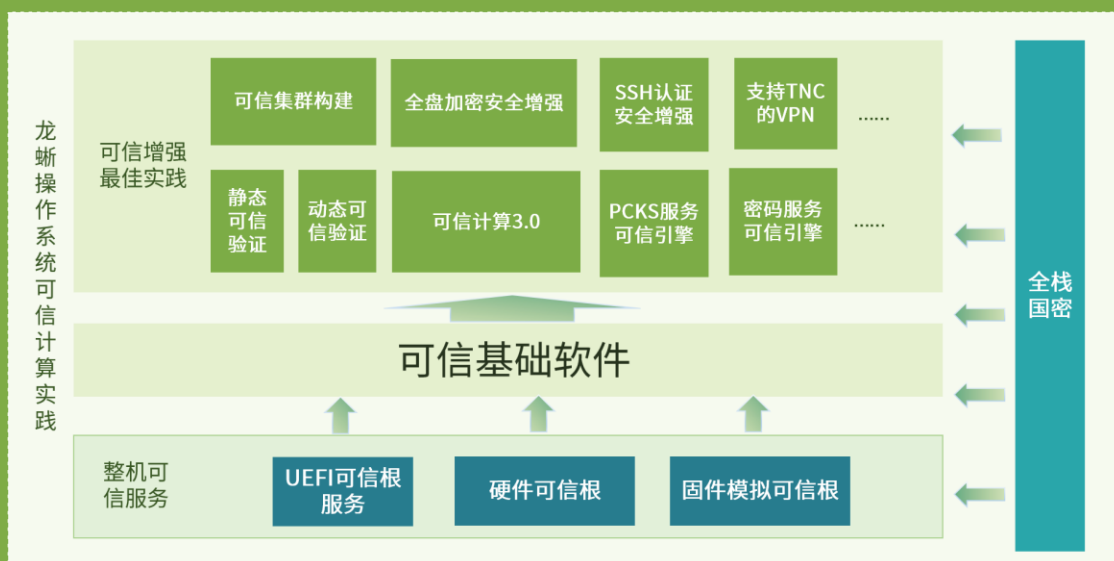 龙蜥操作系统可信计算实践
可信增强
最佳实践
可信集群构建
全盘加密安全增强
SSH认证
安全增强
支持TNC
的VPN
......
静态
可信
验证
动态可
信验证
可信计算3.0
PCKS服务
可信引擎
密码服务
可信引擎
......
可信基础软件
整机可
信服务
UEFI可信根
服务
硬件可信根
固件模拟可信根
全栈
国密